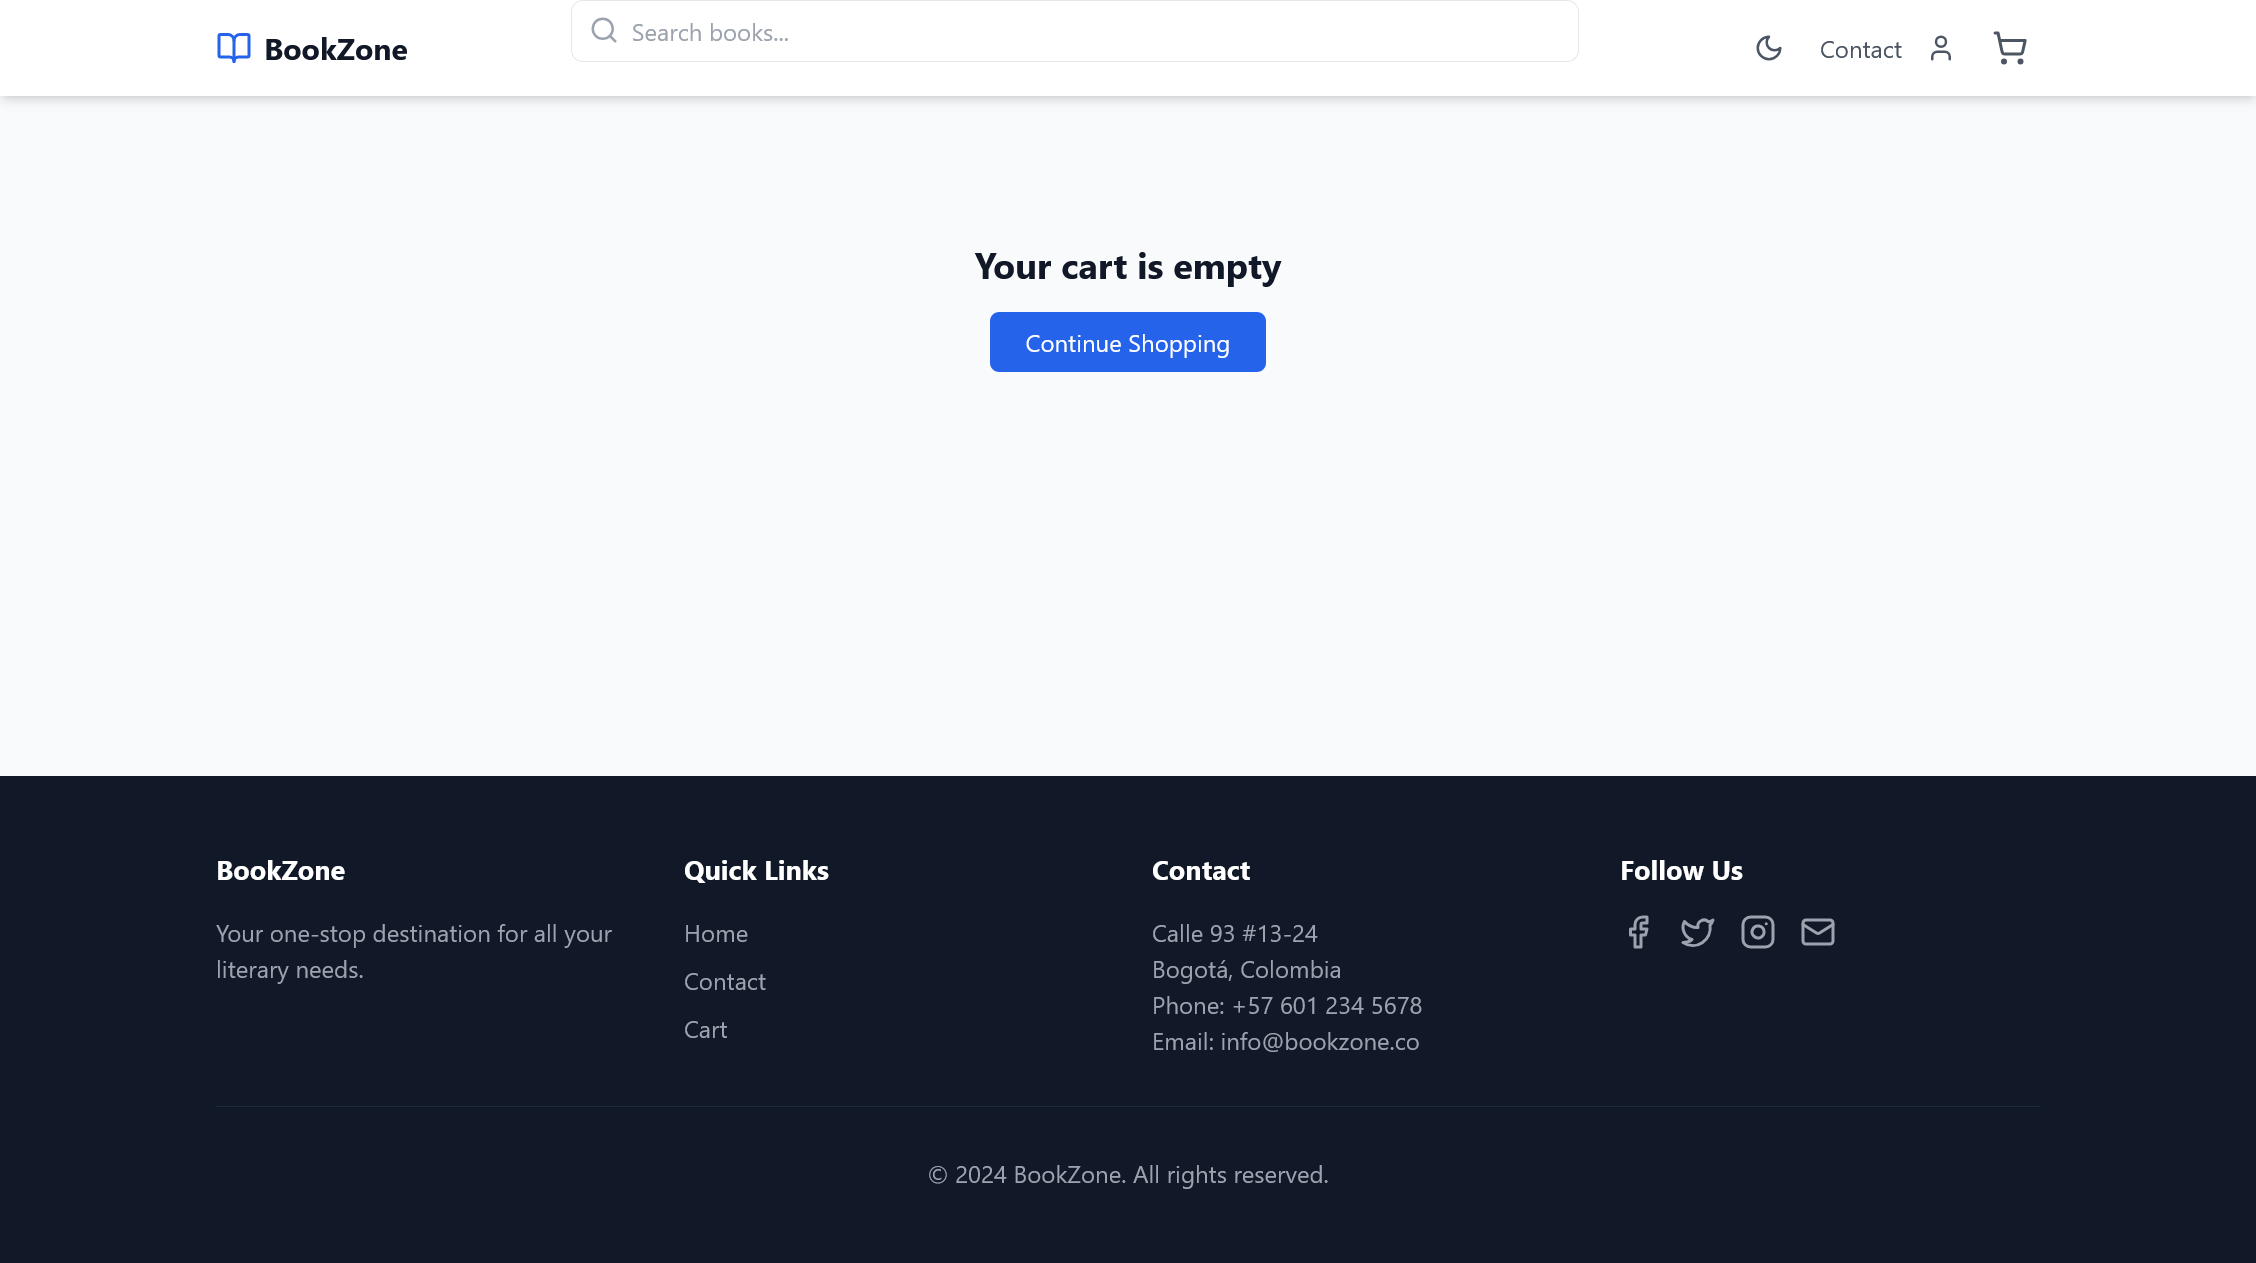 BookZone
Search books...
Contact
Your cart is empty
Continue Shopping
BookZone
Your one-stop destination for all your
literary needs.
Quick Links
Home
Contact
Cart
Contact
Calle 93 #13-24
Bogotá, Colombia
Phone: +57 601 234 5678
Email: info@bookzone.co
Follow Us
© 2024 BookZone. All rights reserved.